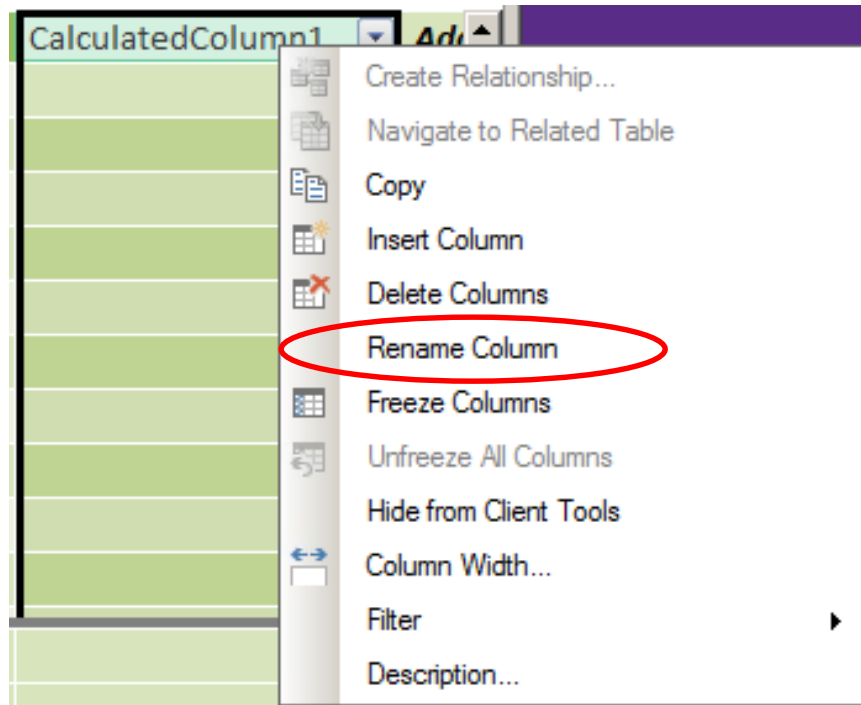 CalculatedColumn1
Create Relationship...
Navigate to Related Table
Copy
Insert Column
Delete Columns
Rename Column
Freeze Columns
Unfreeze All Columns
Hide from Client Tools
Column Width...
Filter
Description...